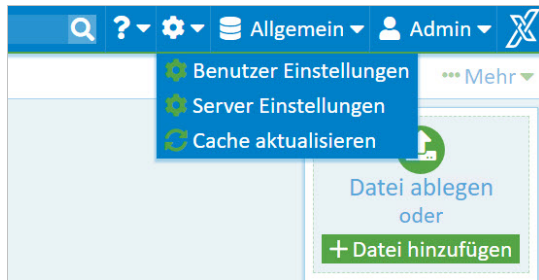 ? Allgemein Admin
Benutzer Einstellungen
Server Einstellungen
Cache aktualisieren
••• Mehr
Datei ablegen
oder
+ Datei hinzufügen